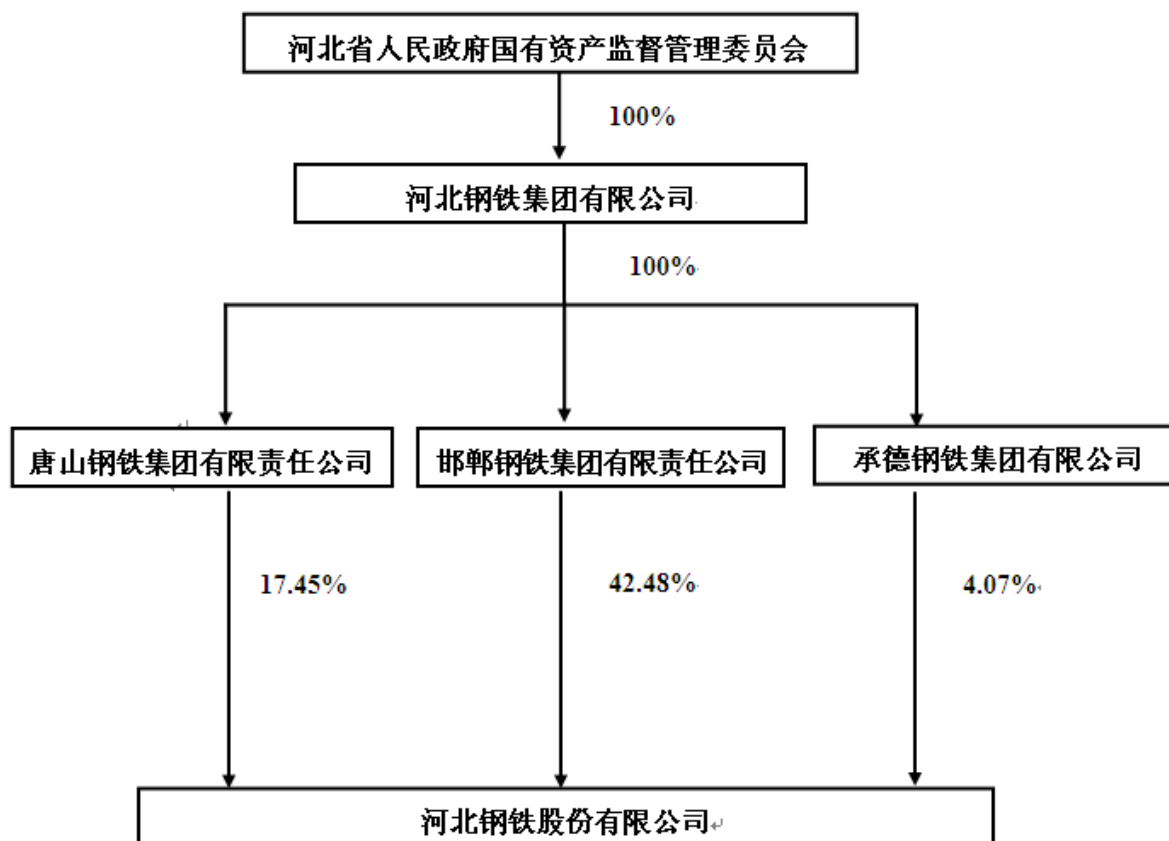 河北省人民政府国有资产监督管理委员会
100%
河北钢铁集团有限公司
100%
唐山钢铁集团有限责任公司
邯郸钢铁集团有限责任公司
承德钢铁集团有限公司
17.45%
42.48%
4.07%
河北钢铁股份有限公司